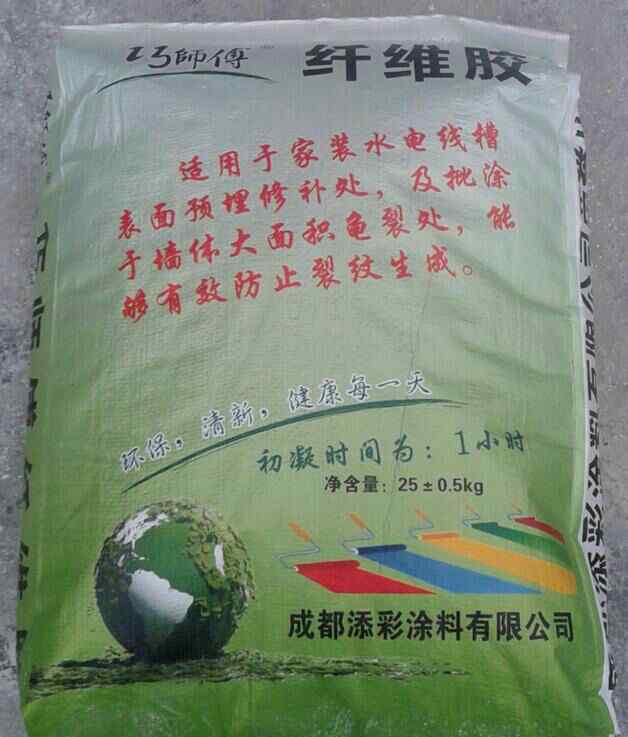 巧師傅™ 纤维胶
适用于家装水电线槽
表面预埋修补处，及批涂
于墙体大面积龟裂处，能
够有效防止裂纹生成。
环保，清新，健康每一天
初凝时间为：1小时
净含量：25±0.5kg
成都添彩涂料有限公司